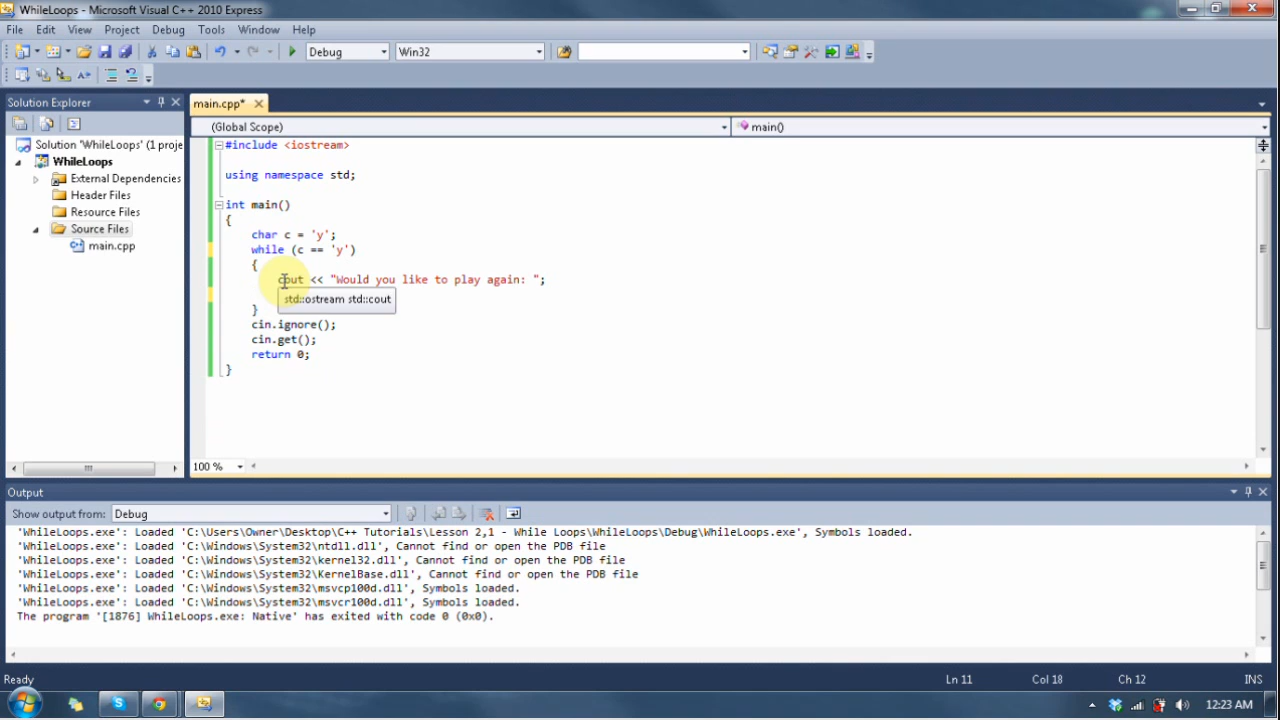 WhileLoops - Microsoft Visual C++ 2010 Express
File Edit View Project Debug Tools Window Help
Debug Win32
Solution Explorer
main.cpp*
(Global Scope) main()
Solution 'WhileLoops' (1 proje
WhileLoops
External Dependencies
Header Files
Resource Files
Source Files
main.cpp
#include <iostream>
using namespace std;
int main()
{
char c = 'y';
while (c == 'y')
{
cout << "Would you like to play again: ";
std::ostream std::cout
}
cin.ignore();
cin.get();
return 0;
}
100 %
Output
Show output from: Debug
'WhileLoops.exe': Loaded 'C:\Users\Owner\Desktop\C++ Tutorials\Lesson 2,1 - While Loops\WhileLoops\Debug\WhileLoops.exe', Symbols loaded.
'WhileLoops.exe': Loaded 'C:\Windows\System32\ntdll.dll', Cannot find or open the PDB file
'WhileLoops.exe': Loaded 'C:\Windows\System32\kernel32.dll', Cannot find or open the PDB file
'WhileLoops.exe': Loaded 'C:\Windows\System32\KernelBase.dll', Cannot find or open the PDB file
'WhileLoops.exe': Loaded 'C:\Windows\System32\msvcp100d.dll', Symbols loaded.
'WhileLoops.exe': Loaded 'C:\Windows\System32\msvcr100d.dll', Symbols loaded.
The program '[1876] WhileLoops.exe: Native' has exited with code 0 (0x0).
Ready Ln 11 Col 18 Ch 12 INS
12:23 AM